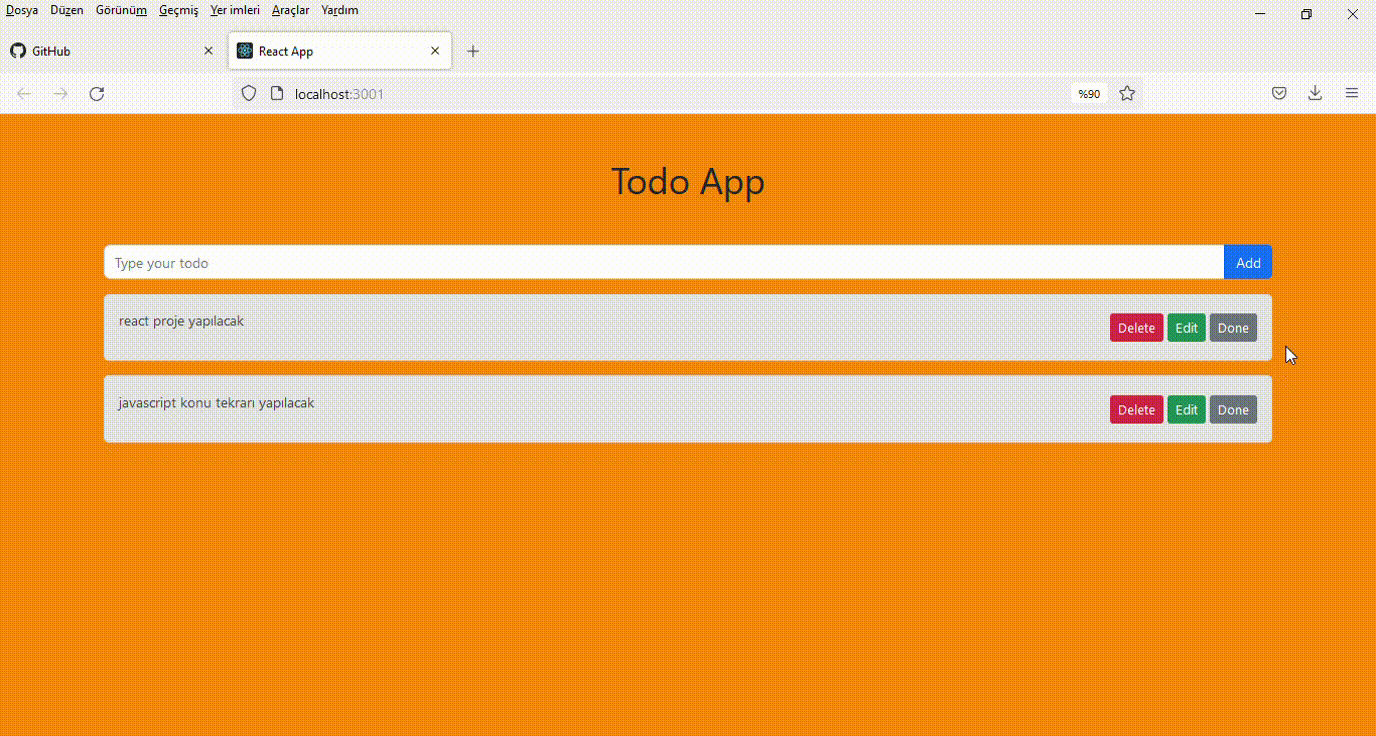 Dosya Düzen Görünüm Geçmiş Yer imleri Araçlar Yardım
GitHub React App
localhost:3001 %90
Todo App
Type your todo Add
react proje yapılacak Delete Edit Done
javascript konu tekrarı yapılacak Delete Edit Done